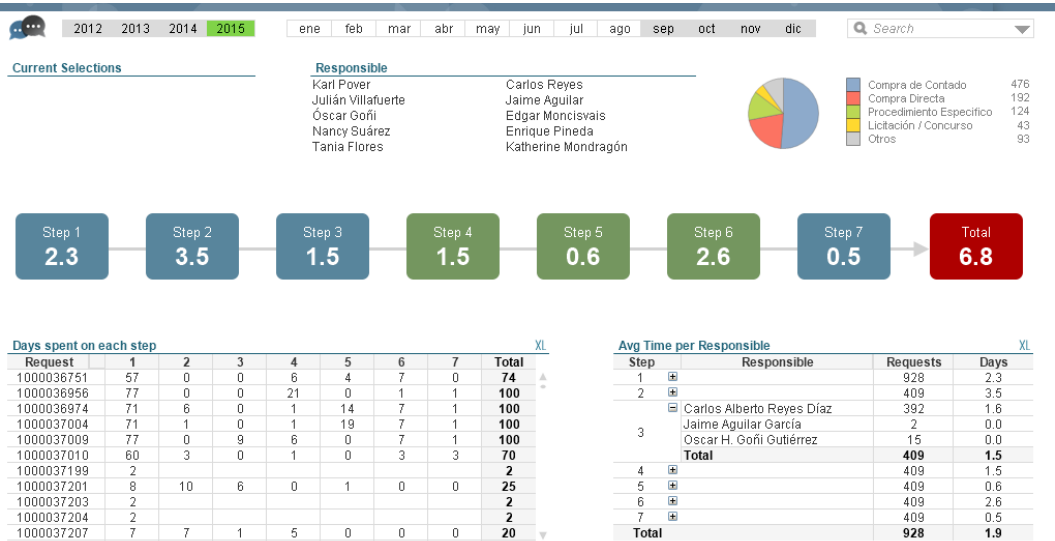 2012 2013 2014 2015 ene feb mar abr may jun jul ago sep oct nov dic Search
Current Selections
Responsible
Karl Pover Carlos Reyes
Julián Villafuerte Jaime Aguilar
Óscar Goñi Edgar Moncisvais
Nancy Suárez Enrique Pineda
Tania Flores Katherine Mondragón
Compra de Contado 476
Compra Directa 192
Procedimiento Especifico 124
Licitación / Concurso 43
Otros 93
Step 1 Step 2 Step 3 Step 4 Step 5 Step 6 Step 7 Total
2.3 3.5 1.5 1.5 0.6 2.6 0.5 6.8
Days spent on each step XL
Request 1 2 3 4 5 6 7 Total
1000036751 57 0 0 6 4 7 0 74
1000036956 77 0 0 21 0 1 1 100
1000036974 71 6 0 1 14 7 1 100
1000037004 71 1 0 1 19 7 1 100
1000037009 77 0 9 6 0 7 1 100
1000037010 60 3 0 1 0 3 3 70
1000037199 2 2
1000037201 8 10 6 0 1 0 0 25
1000037203 2 2
1000037204 2 2
1000037207 7 7 1 5 0 0 0 20
Avg Time per Responsible XL
Step Responsible Requests Days
1 928 2.3
2 409 3.5
Carlos Alberto Reyes Díaz 392 1.6
3 Jaime Aguilar García 2 0.0
Oscar H. Goñi Gutiérrez 15 0.0
Total 409 1.5
4 409 1.5
5 409 0.6
6 409 2.6
7 409 0.5
Total 928 1.9